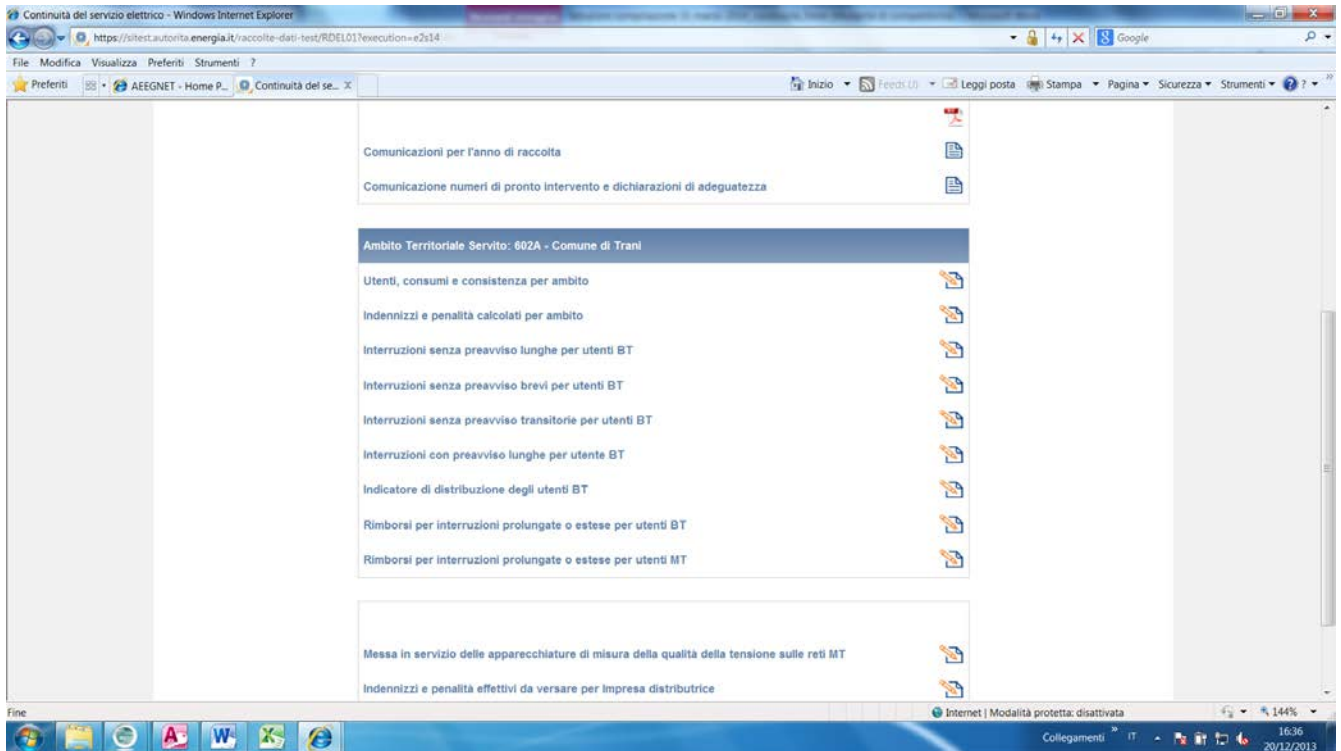 Continuità del servizio elettrico - Windows Internet Explorer
https://sitest.autorita.energia.it/raccolte-dati-test/RDEL01?execution=e2s14
Google
File Modifica Visualizza Preferiti Strumenti ?
Preferiti
AEEGNET - Home P...
Continuità del se... X
Inizio
Feeds (J)
Leggi posta
Stampa
Pagina
Sicurezza
Strumenti
?
Comunicazioni per l'anno di raccolta
Comunicazione numeri di pronto intervento e dichiarazioni di adeguatezza
Ambito Territoriale Servito: 602A - Comune di Trani
Utenti, consumi e consistenza per ambito
Indennizzi e penalità calcolati per ambito
Interruzioni senza preavviso lunghe per utenti BT
Interruzioni senza preavviso brevi per utenti BT
Interruzioni senza preavviso transitorie per utenti BT
Interruzioni con preavviso lunghe per utente BT
Indicatore di distribuzione degli utenti BT
Rimborsi per interruzioni prolungate o estese per utenti BT
Rimborsi per interruzioni prolungate o estese per utenti MT
Messa in servizio delle apparecchiature di misura della qualità della tensione sulle reti MT
Indennizzi e penalità effettivi da versare per Impresa distributrice
Fine
Internet | Modalità protetta: disattivata
144%
Collegamenti
IT
16:36
20/12/2013